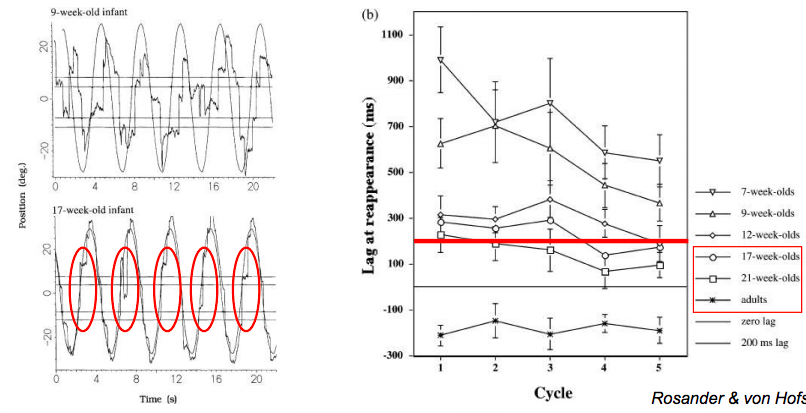 9-week-old infant
20
0
-20
0 4 8 12 16 20
17-week-old infant
20
0
-20
0 4 8 12 16 20
Position (deg.)
Time (s)
(b)
1100
900
700
500
300
100
-100
-300
Lag at reappearance (ms)
1 2 3 4 5
Cycle
7-week-olds
9-week-olds
12-week-olds
17-week-olds
21-week-olds
adults
zero lag
200 ms lag
Rosander & von Hofs